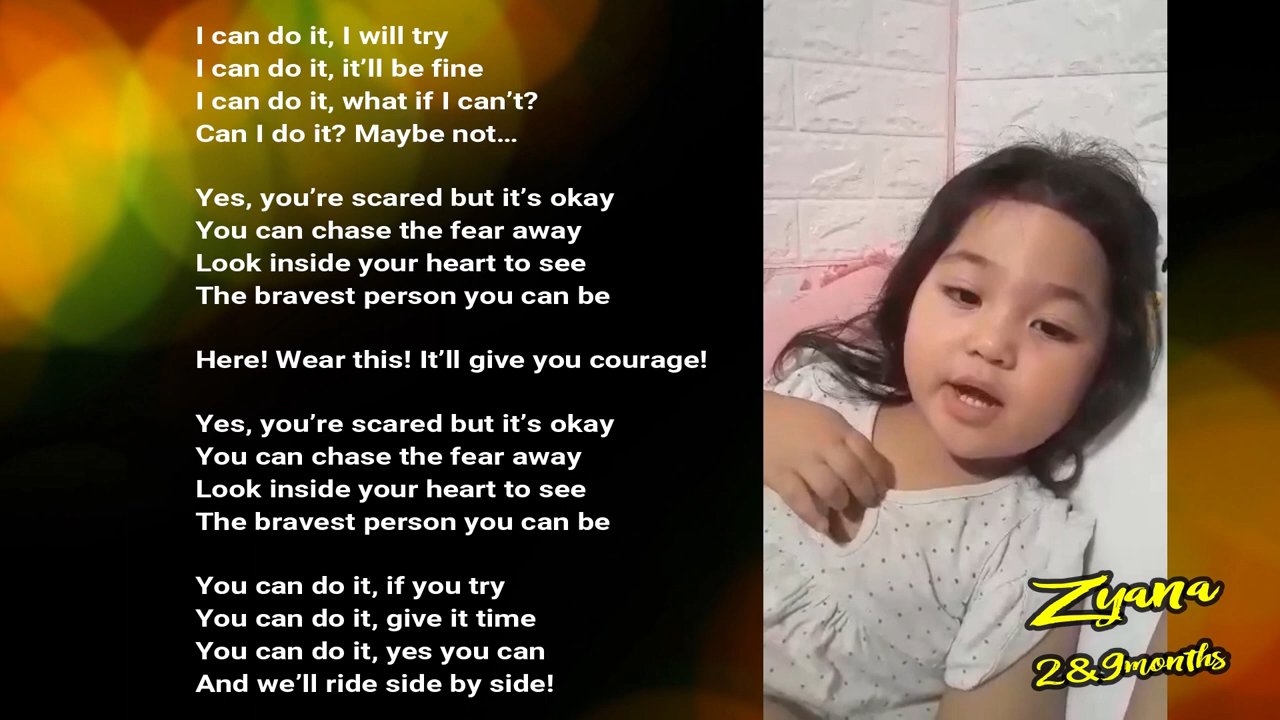 I can do it, I will try
I can do it, it’ll be fine
I can do it, what if I can’t?
Can I do it? Maybe not...
Yes, you’re scared but it’s okay
You can chase the fear away
Look inside your heart to see
The bravest person you can be
Here! Wear this! It’ll give you courage!
Yes, you’re scared but it’s okay
You can chase the fear away
Look inside your heart to see
The bravest person you can be
You can do it, if you try
You can do it, give it time
You can do it, yes you can
And we’ll ride side by side!
Zyana
2&9months